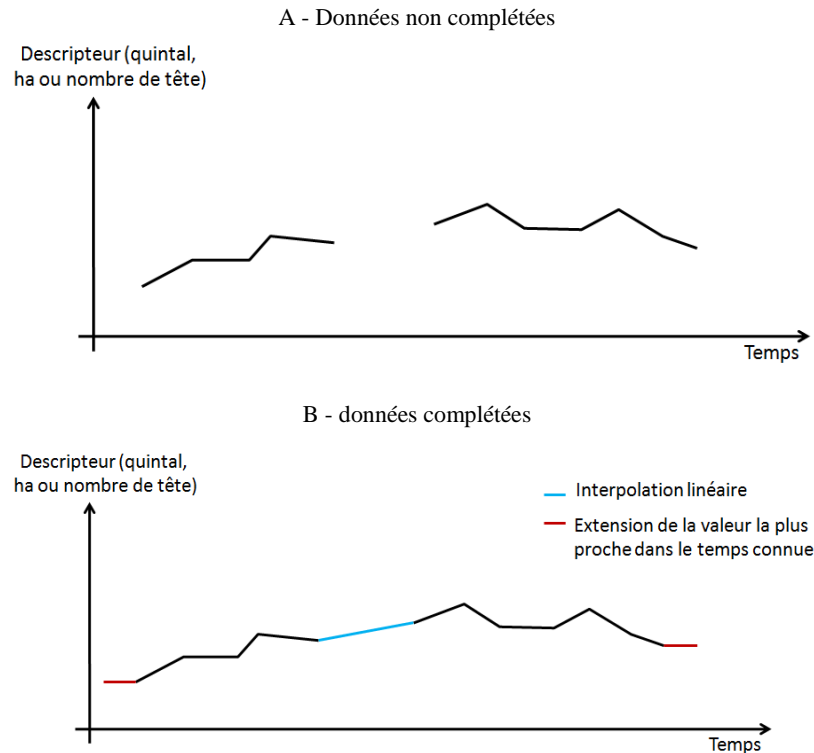 A - Données non complétées
Descripteur (quintal,
ha ou nombre de tête)
Temps
B - données complétées
Descripteur (quintal,
ha ou nombre de tête)
Interpolation linéaire
Extension de la valeur la plus
proche dans le temps connue
Temps